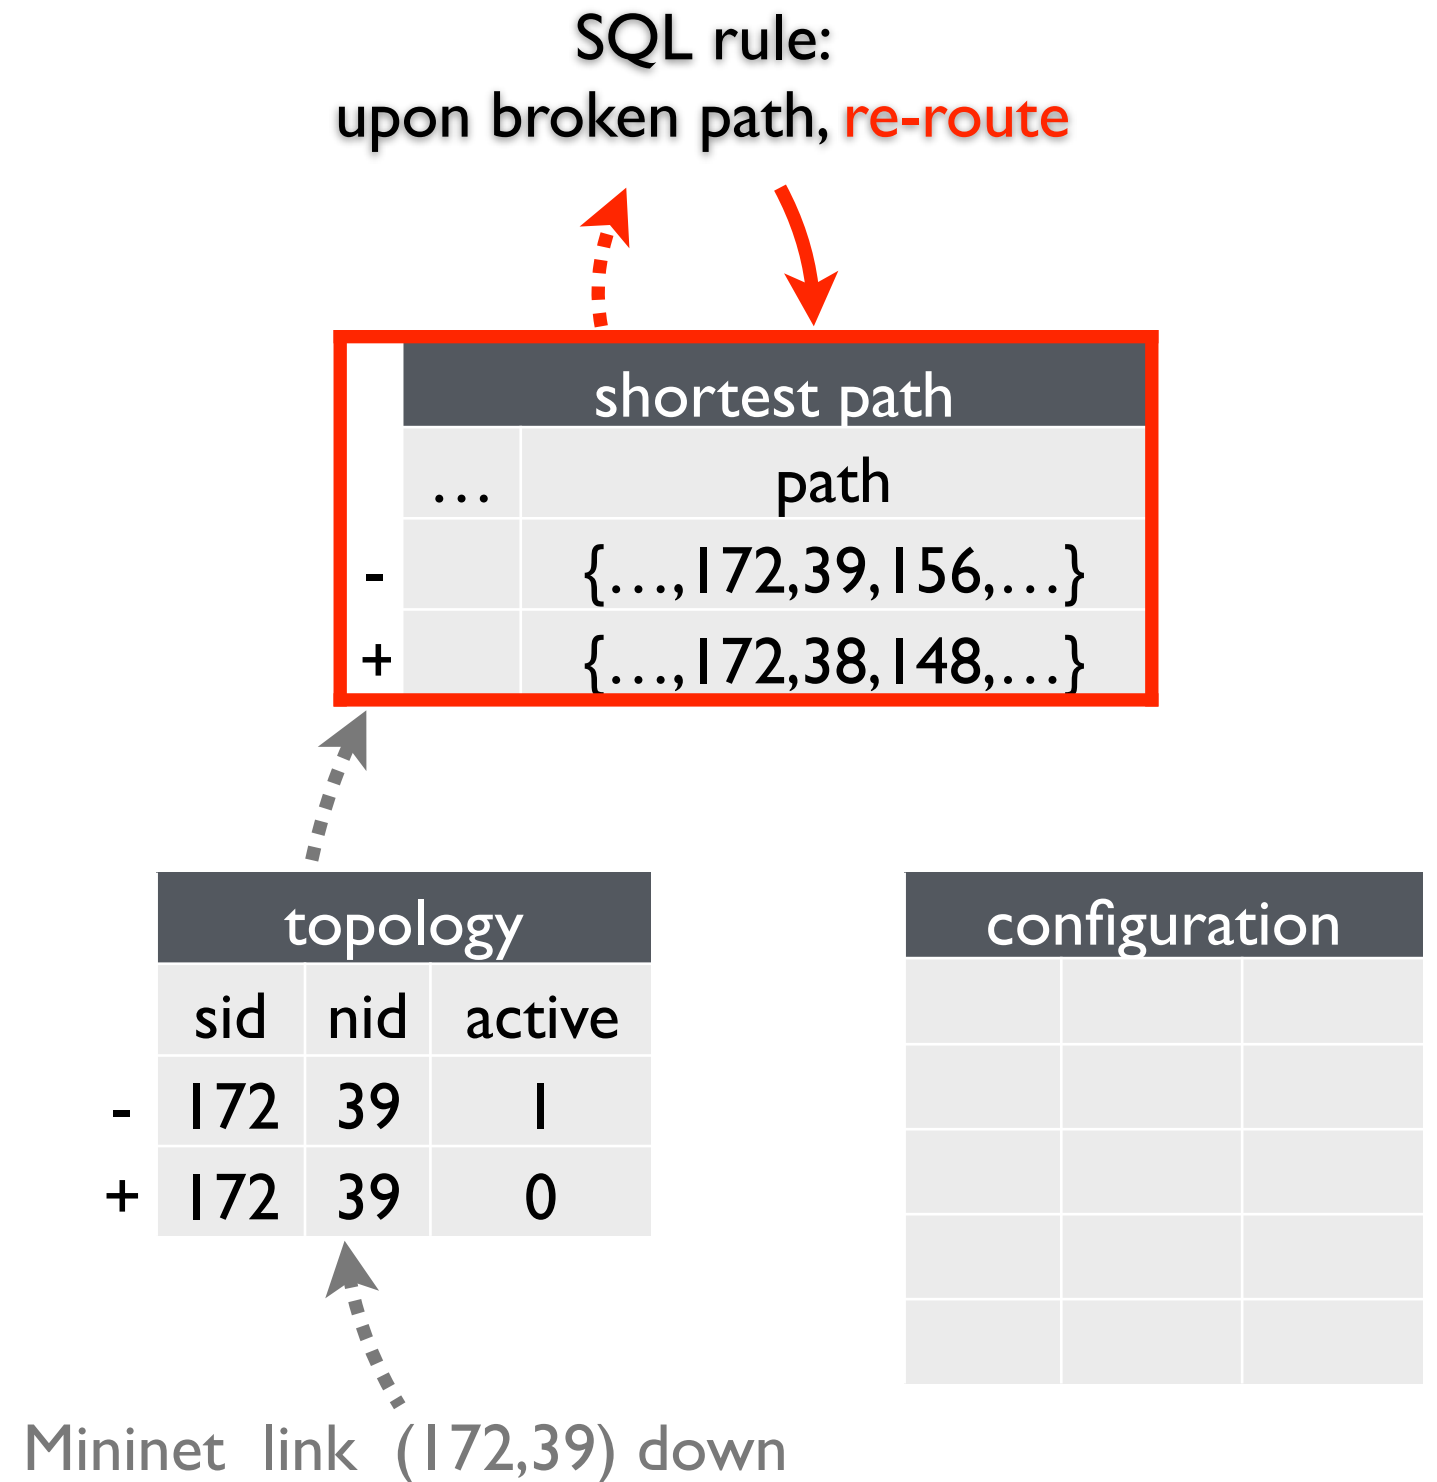 SQL rule:
upon broken path, re-route
shortest path
... path
- {...,172,39,156,...}
+ {...,172,38,148,...}
topology
sid nid active
- 172 39 1
+ 172 39 0
configuration
Mininet link (172,39) down